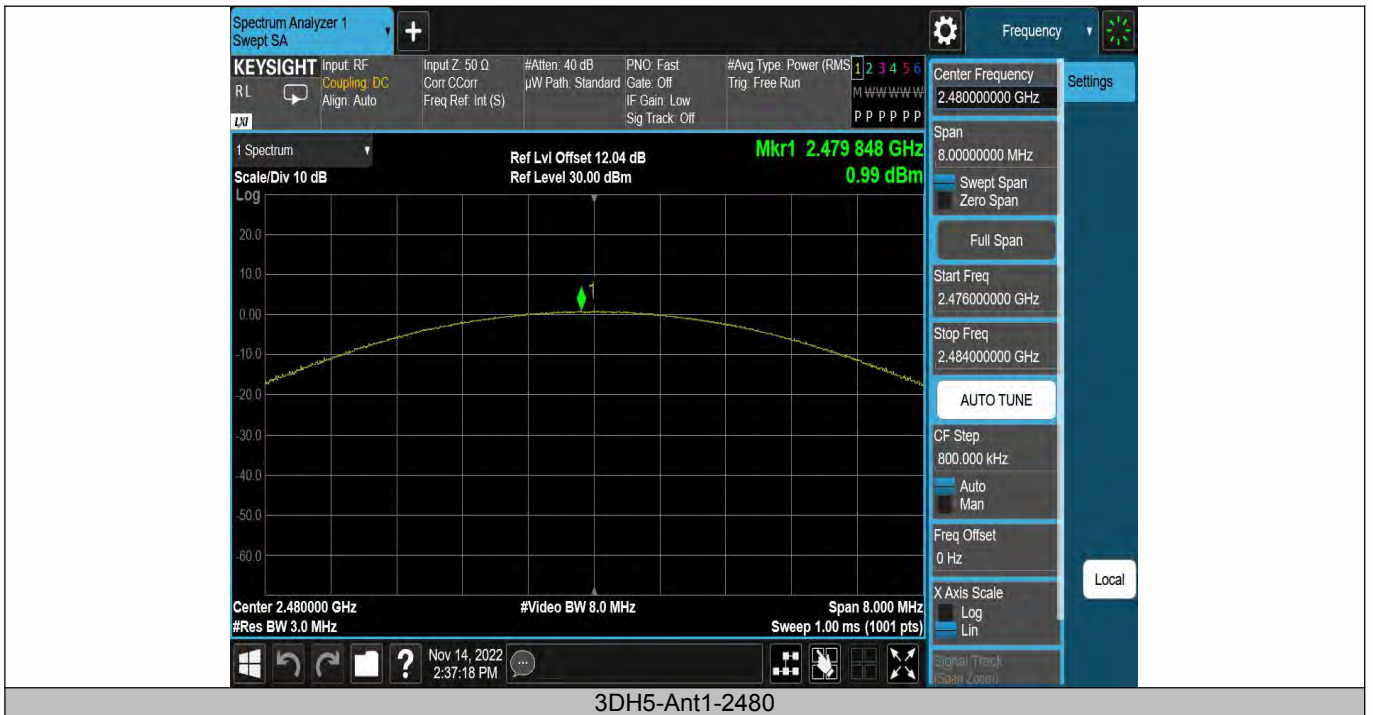 Spectrum Analyzer 1
Swept SA
+
Frequency
KEYSIGHT
RL
LXI
Input: RF
Coupling: DC
Align: Auto
Input Z: 50 Ω
Corr CCorr
Freq Ref: Int (S)
#Atten: 40 dB
µW Path: Standard
PNO: Fast
Gate: Off
IF Gain: Low
Sig Track: Off
#Avg Type: Power (RMS
Trig: Free Run
1 2 3 4 5 6
M W W W W W
P P P P P P
Center Frequency
2.480000000 GHz
Settings
Span
8.00000000 MHz
Swept Span
Zero Span
Full Span
Start Freq
2.476000000 GHz
Stop Freq
2.484000000 GHz
AUTO TUNE
CF Step
800.000 kHz
Auto
Man
Freq Offset
0 Hz
X Axis Scale
Log
Lin
Signal Track
(Span Zoom)
Local
1 Spectrum
Scale/Div 10 dB
Log
Ref Lvl Offset 12.04 dB
Ref Level 30.00 dBm
Mkr1 2.479 848 GHz
0.99 dBm
20.0
10.0
1
0.00
-10.0
-20.0
-30.0
-40.0
-50.0
-60.0
Center 2.480000 GHz
#Video BW 8.0 MHz
Span 8.000 MHz
#Res BW 3.0 MHz
Sweep 1.00 ms (1001 pts)
?
Nov 14, 2022
2:37:18 PM
3DH5-Ant1-2480